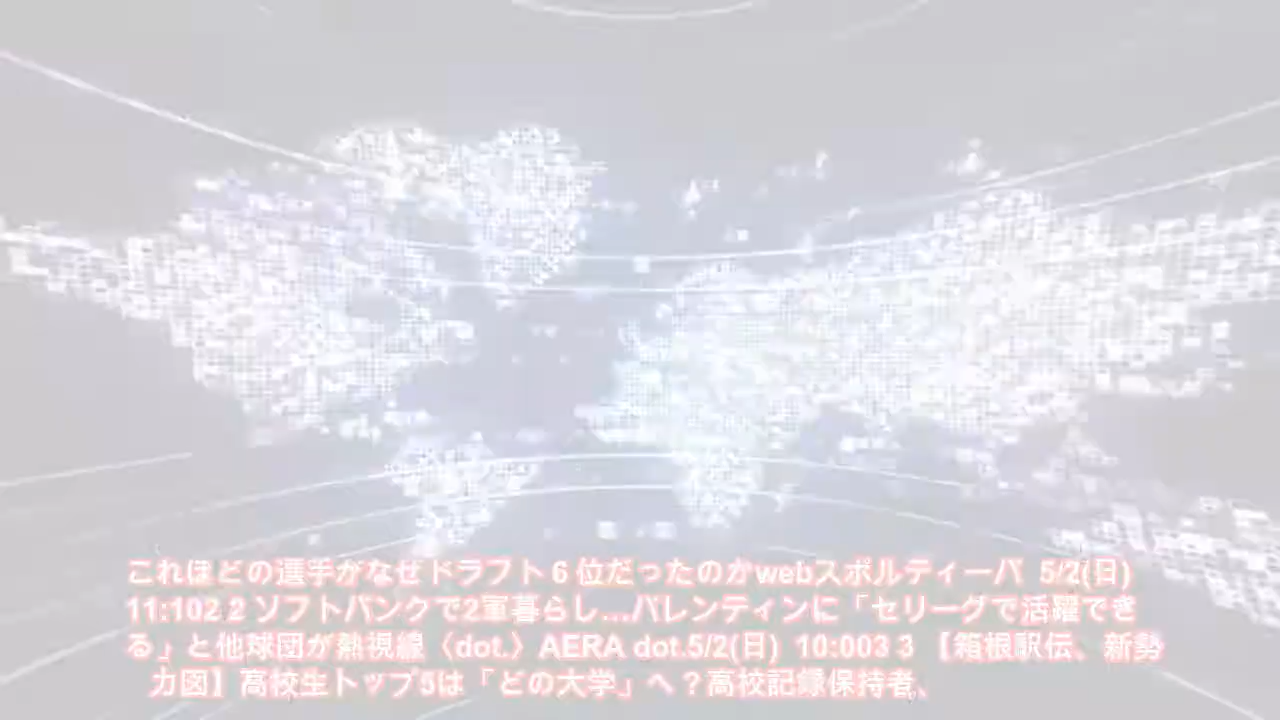 これほどの選手がなぜドラフト６位だったのかwebスポルティーバ 5/2(日)
11:102.2 ソフトバンクで2軍暮らし…バレンティンに「セリーグで活躍でき
る」と他球団が熱視線〈dot.〉AERA dot.5/2(日) 10:003 3 【箱根駅伝、新勢
力図】高校生トップ5は「どの大学」へ？高校記録保持者、